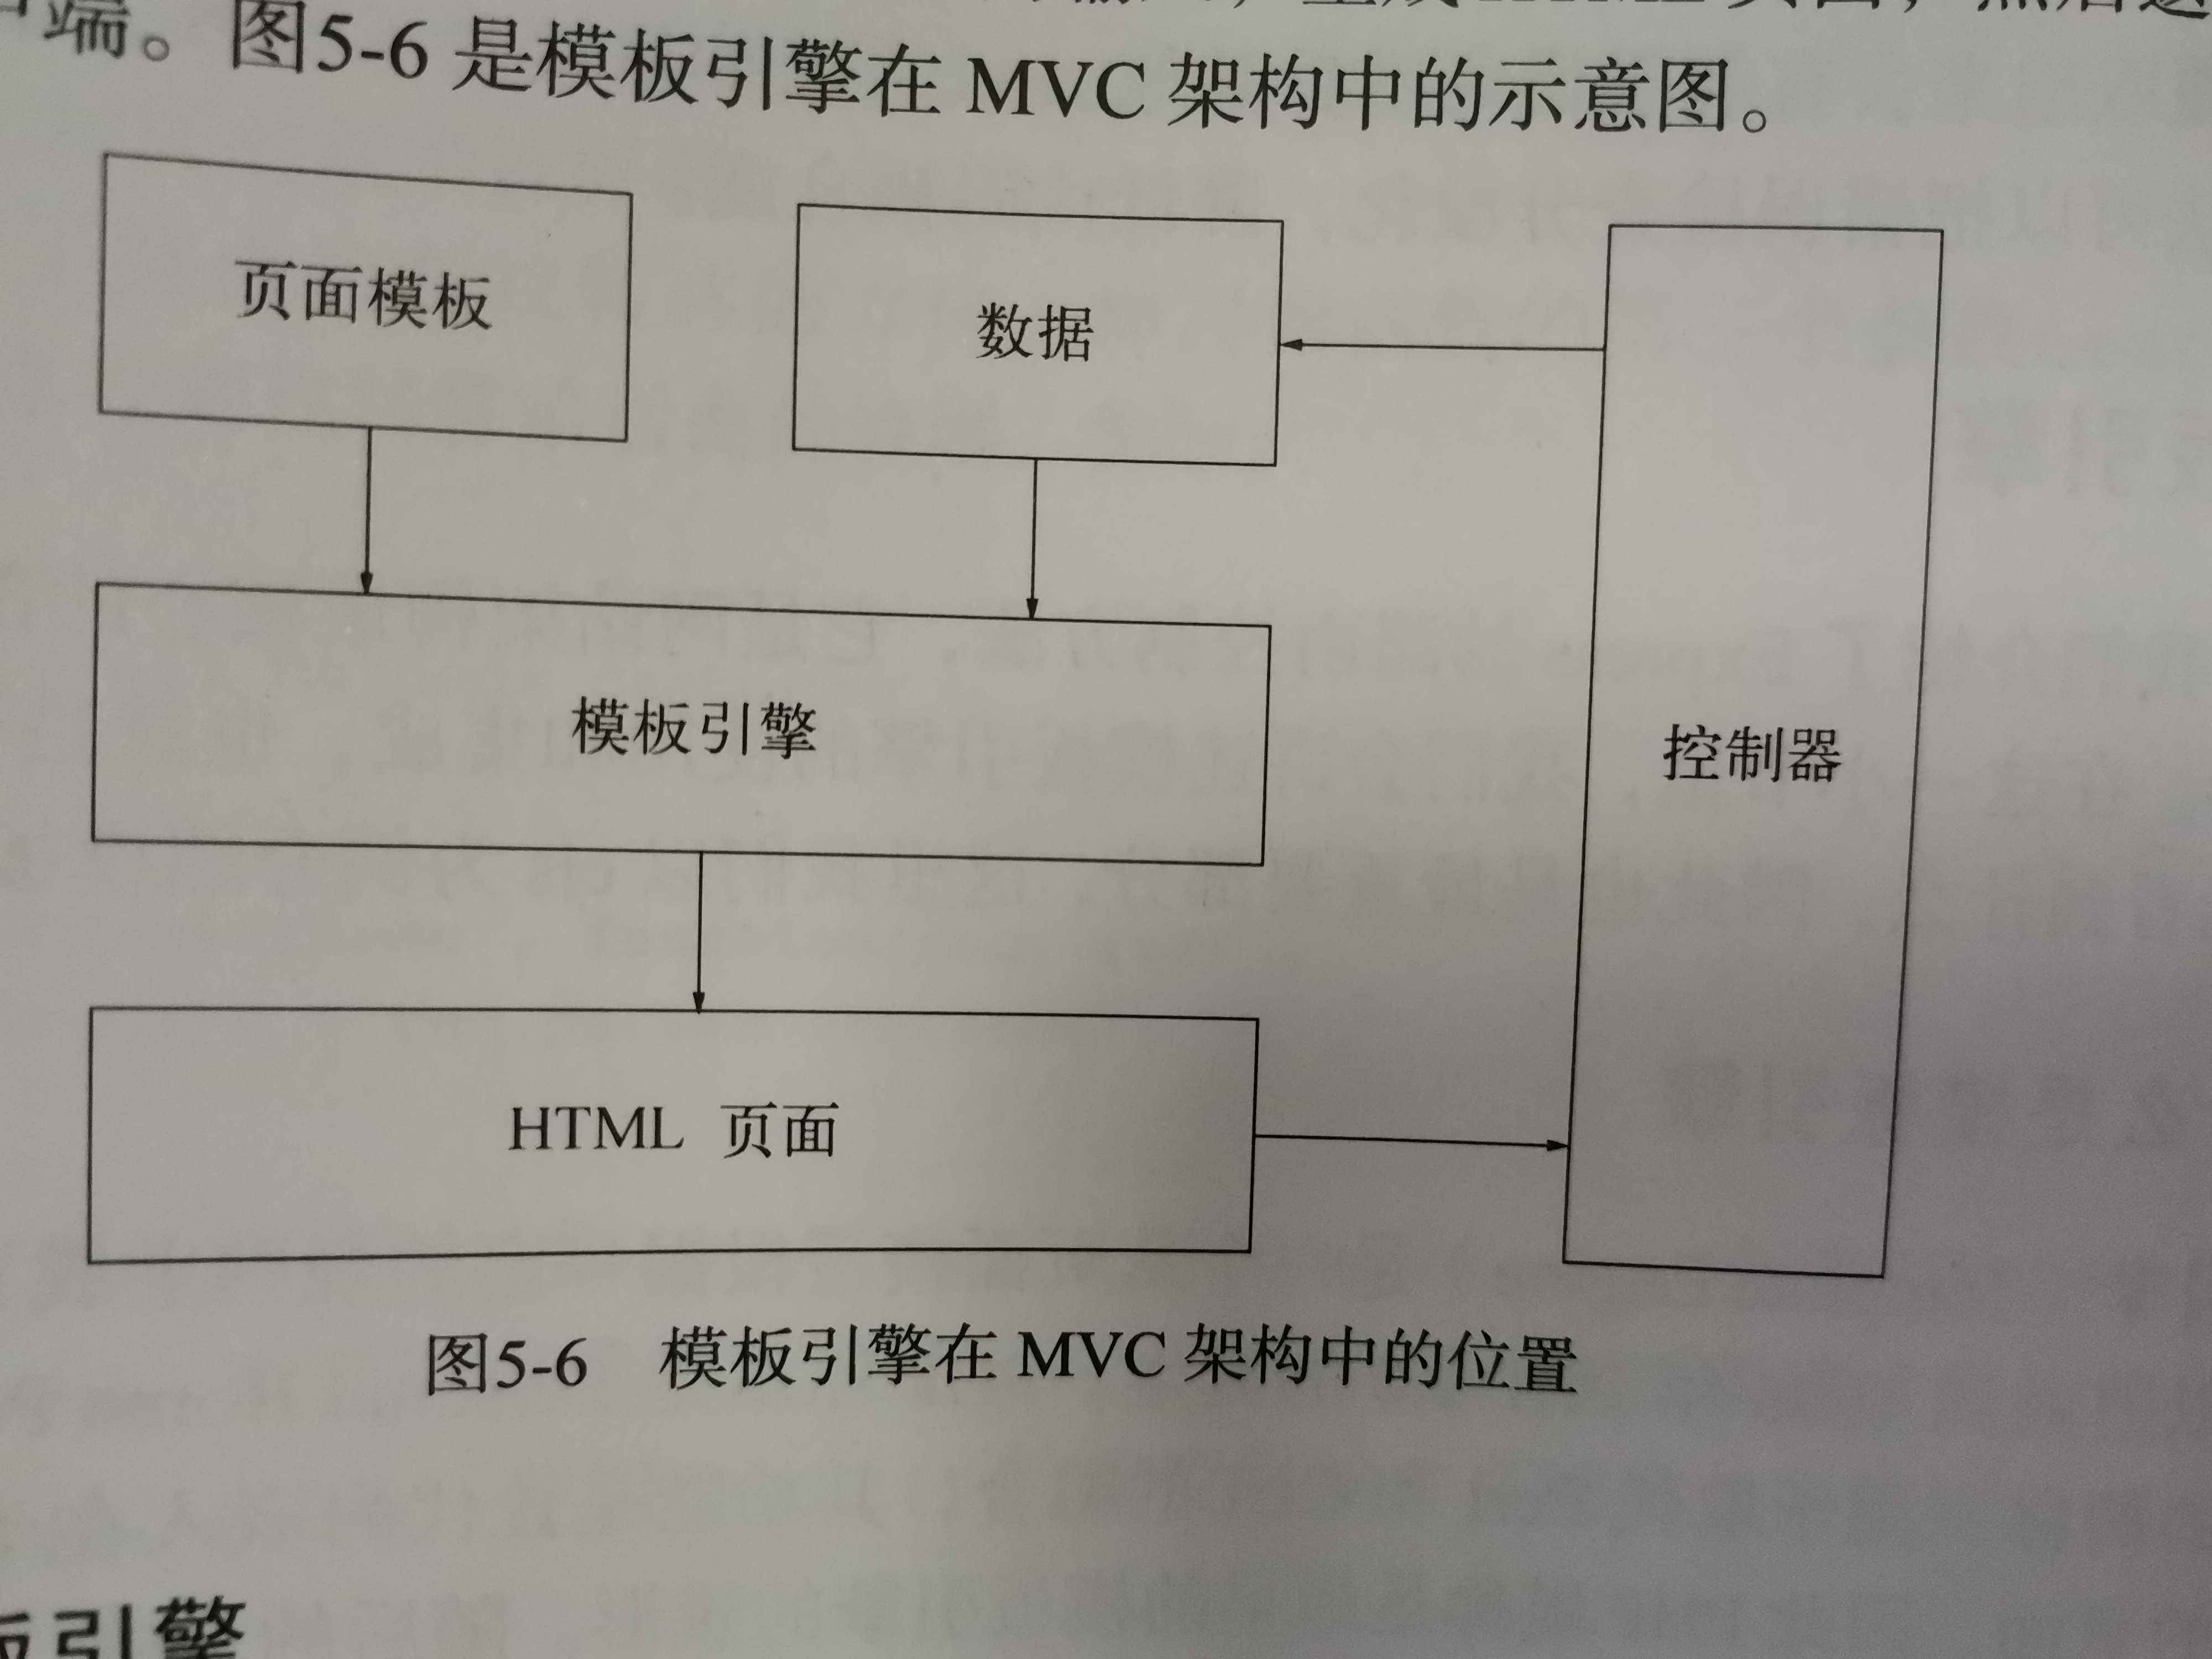 端。图5-6 是模板引擎在 MVC 架构中的示意图。
页面模板
数据
模板引擎
控制器
HTML 页面
图5-6 模板引擎在 MVC 架构中的位置
引擎